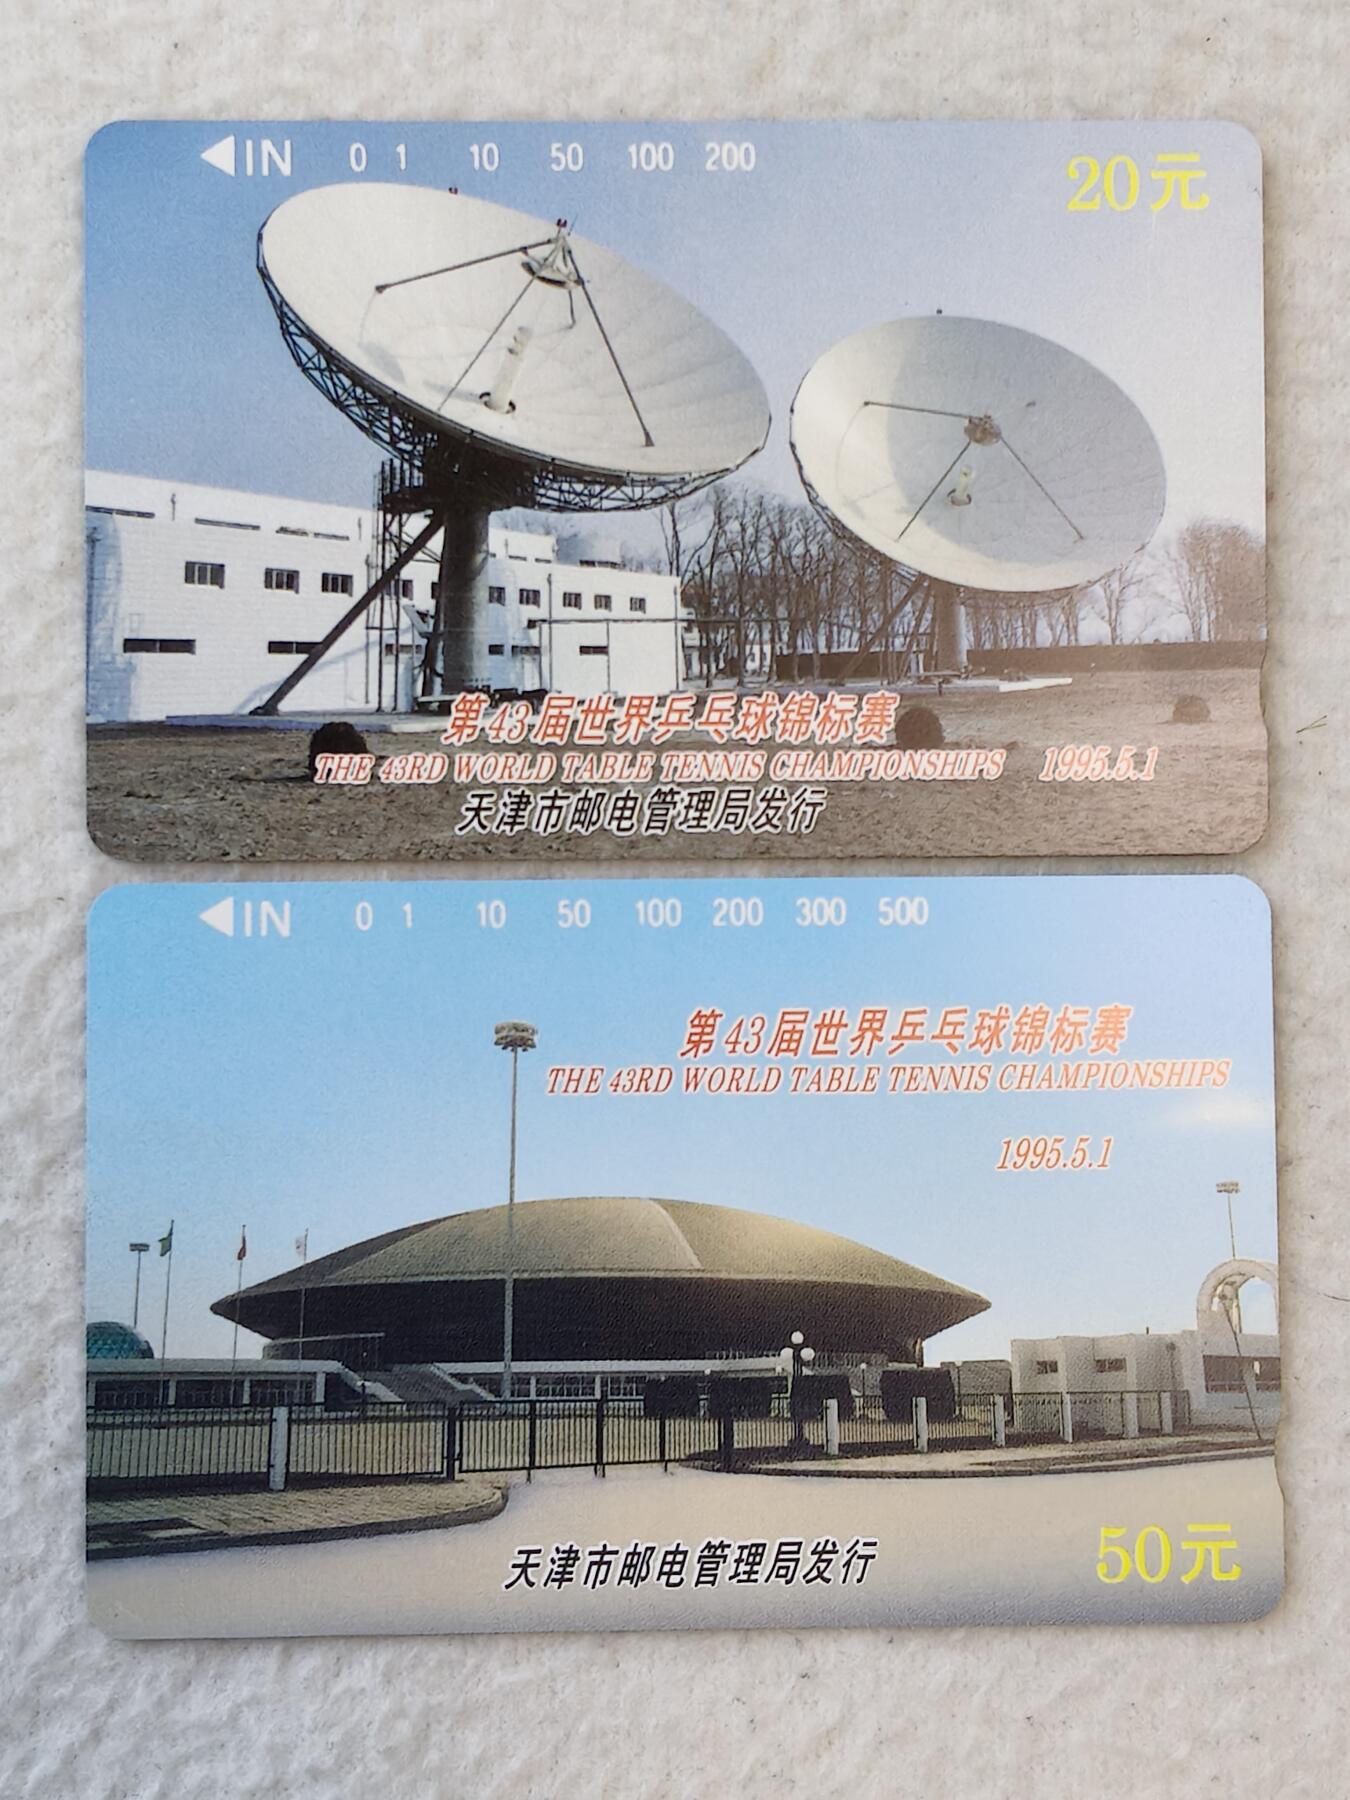 IN 0 1 10 50 100 200
20元
第43届世界乒乓球锦标赛
THE 43RD WORLD TABLE TENNIS CHAMPIONSHIPS 1995.5.1
天津市邮电管理局发行
IN 0 1 10 50 100 200 300 500
第43届世界乒乓球锦标赛
THE 43RD WORLD TABLE TENNIS CHAMPIONSHIPS
1995.5.1
天津市邮电管理局发行
50元